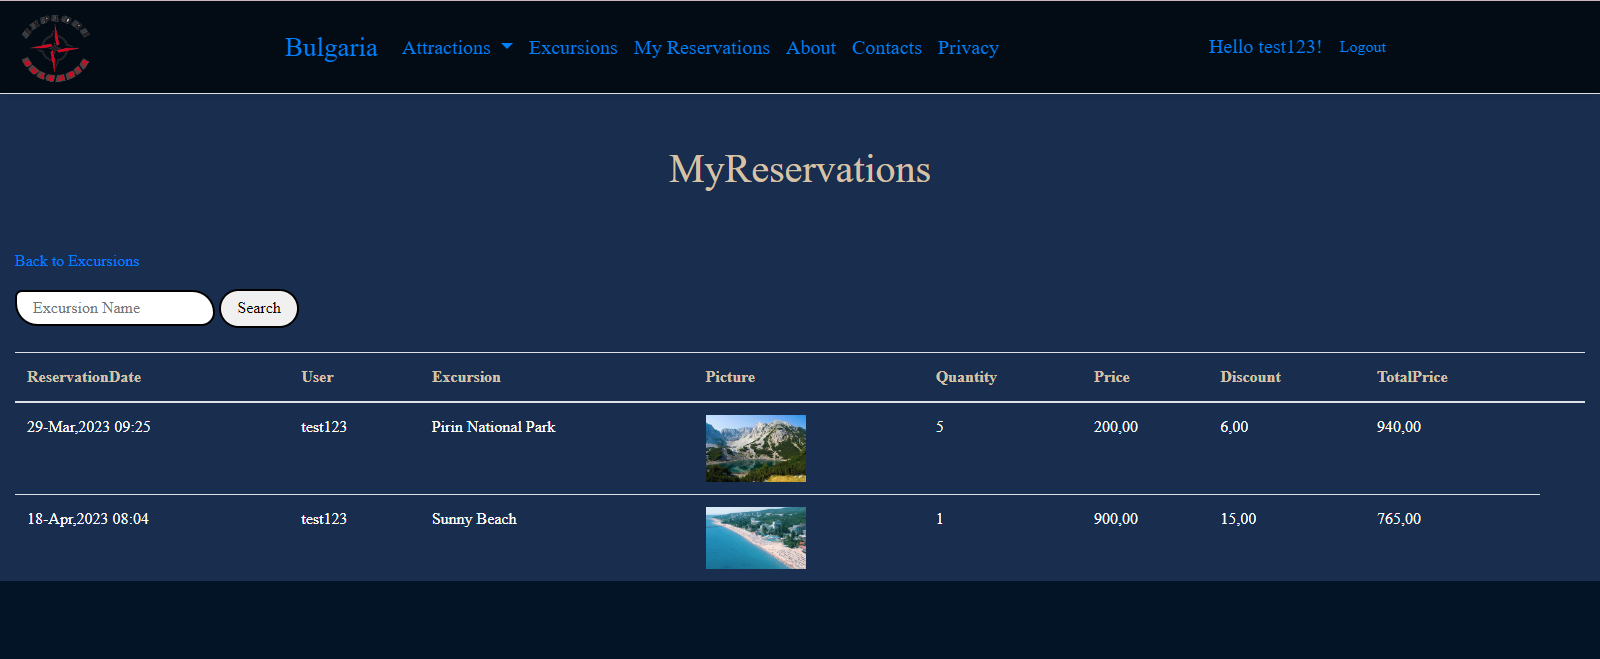 EXPLORE
BULGARIA
Bulgaria Attractions Excursions My Reservations About Contacts Privacy Hello test123! Logout
MyReservations
Back to Excursions
Excursion Name Search
ReservationDate User Excursion Picture Quantity Price Discount TotalPrice
29-Mar,2023 09:25 test123 Pirin National Park 5 200,00 6,00 940,00
18-Apr,2023 08:04 test123 Sunny Beach 1 900,00 15,00 765,00